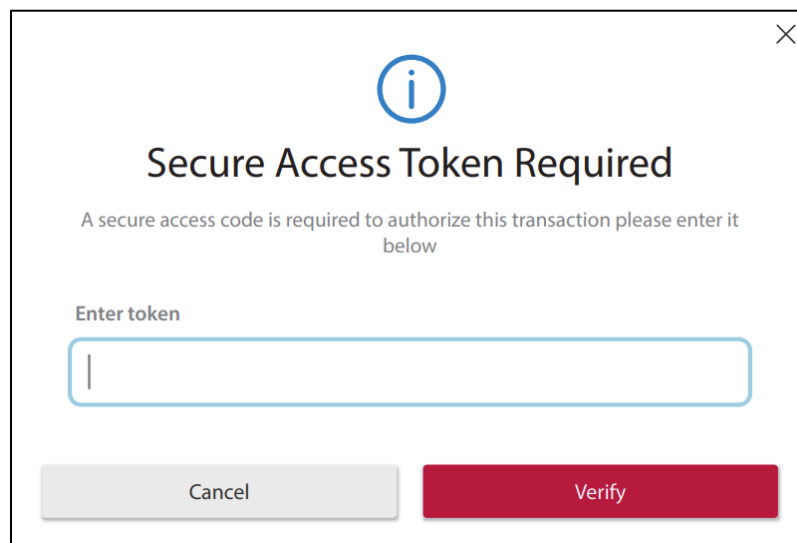 Secure Access Token Required
A secure access code is required to authorize this transaction please enter it
below
Enter token
Cancel
Verify